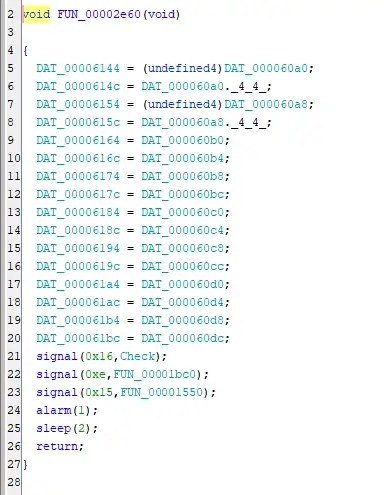 2 void FUN_00002e60(void)
3
4 {
5 DAT_00006144 = (undefined4)DAT_000060a0;
6 DAT_0000614c = DAT_000060a0._4_4_;
7 DAT_00006154 = (undefined4)DAT_000060a8;
8 DAT_0000615c = DAT_000060a8._4_4_;
9 DAT_00006164 = DAT_000060b0;
10 DAT_0000616c = DAT_000060b4;
11 DAT_00006174 = DAT_000060b8;
12 DAT_0000617c = DAT_000060bc;
13 DAT_00006184 = DAT_000060c0;
14 DAT_0000618c = DAT_000060c4;
15 DAT_00006194 = DAT_000060c8;
16 DAT_0000619c = DAT_000060cc;
17 DAT_000061a4 = DAT_000060d0;
18 DAT_000061ac = DAT_000060d4;
19 DAT_000061b4 = DAT_000060d8;
20 DAT_000061bc = DAT_000060dc;
21 signal(0x16,Check);
22 signal(0xe,FUN_00001bc0);
23 signal(0x15,FUN_00001550);
24 alarm(1);
25 sleep(2);
26 return;
27 }
28